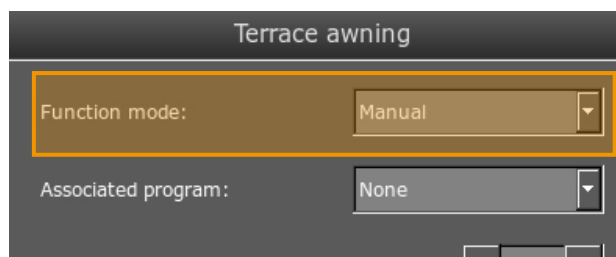 Terrace awning
Function mode: Manual
Associated program: None